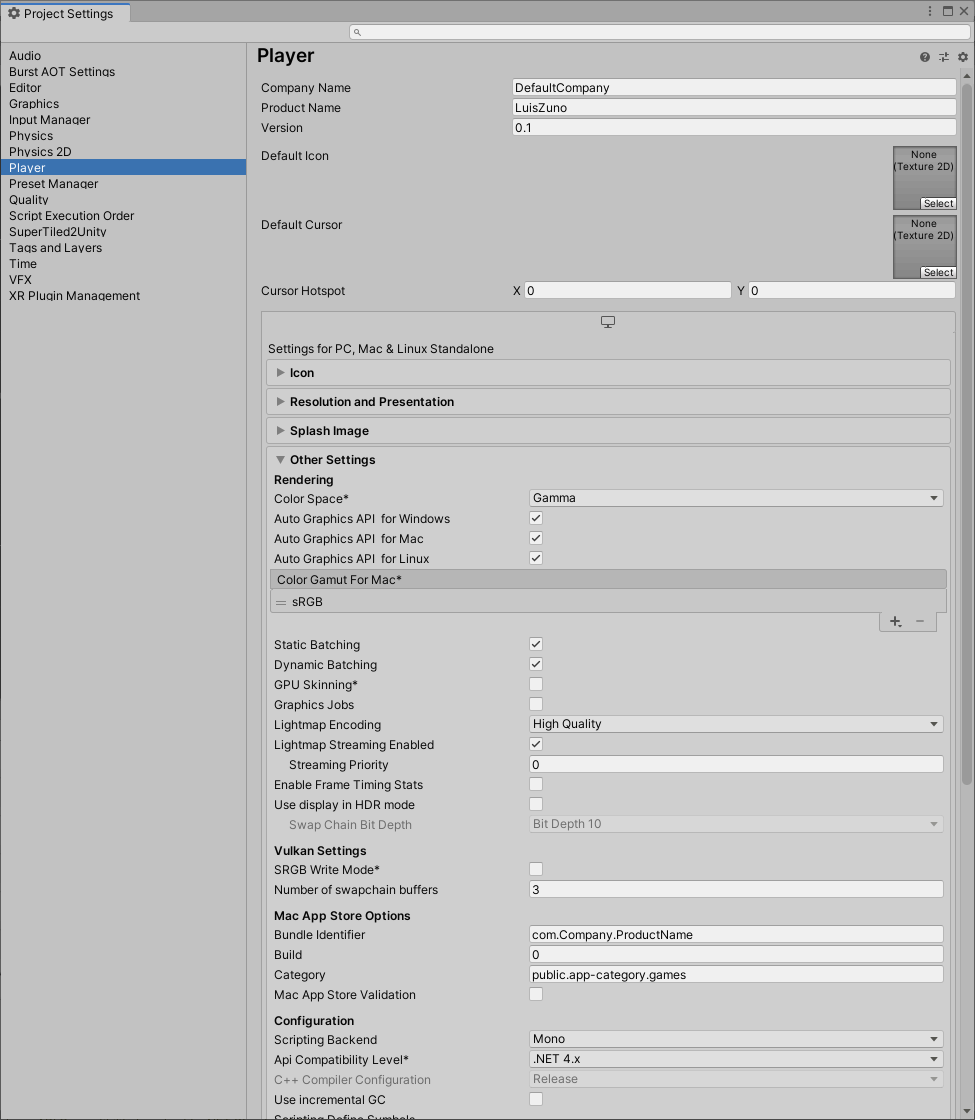 Project Settings
Audio
Burst AOT Settings
Editor
Graphics
Input Manager
Physics
Physics 2D
Player
Preset Manager
Quality
Script Execution Order
SuperTiled2Unity
Tags and Layers
Time
VFX
XR Plugin Management
Player
Company Name DefaultCompany
Product Name LuisZuno
Version 0.1
Default Icon
None
(Texture 2D)
Select
Default Cursor
None
(Texture 2D)
Select
Cursor Hotspot X 0 Y 0
Settings for PC, Mac & Linux Standalone
Icon
Resolution and Presentation
Splash Image
Other Settings
Rendering
Color Space* Gamma
Auto Graphics API  for Windows
Auto Graphics API  for Mac
Auto Graphics API  for Linux
Color Gamut For Mac*
sRGB
Static Batching
Dynamic Batching
GPU Skinning*
Graphics Jobs
Lightmap Encoding High Quality
Lightmap Streaming Enabled
Streaming Priority 0
Enable Frame Timing Stats
Use display in HDR mode
Swap Chain Bit Depth Bit Depth 10
Vulkan Settings
SRGB Write Mode*
Number of swapchain buffers 3
Mac App Store Options
Bundle Identifier com.Company.ProductName
Build 0
Category public.app-category.games
Mac App Store Validation
Configuration
Scripting Backend Mono
Api Compatibility Level* .NET 4.x
C++ Compiler Configuration Release
Use incremental GC
Scripting Define Symbols